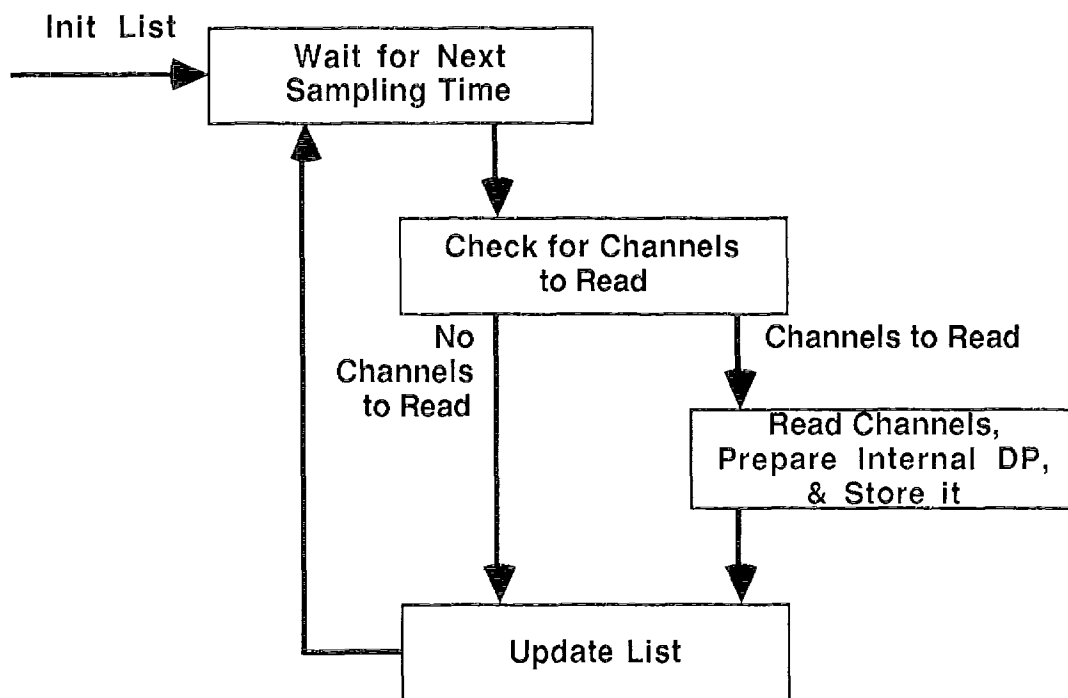 Init List
Wait for Next
Sampling Time
Check for Channels
to Read
No
Channels
to Read
Channels to Read
Read Channels,
Prepare Internal DP,
& Store it
Update List